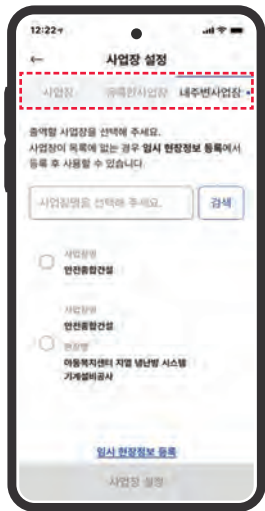 12:22
사업장 설정
사업장 등록한사업장 내주변사업장
출역할 사업장을 선택해 주세요.
사업장이 목록에 없는 경우 임시 현장정보 등록에서
등록 후 사용할 수 있습니다.
사업장명을 선택해 주세요.
검색
사업장명
안전종합건설
사업장명
안전종합건설
현장명
아동복지센터 지열 냉난방 시스템
기계설비공사
임시 현장정보 등록
사업장 설정